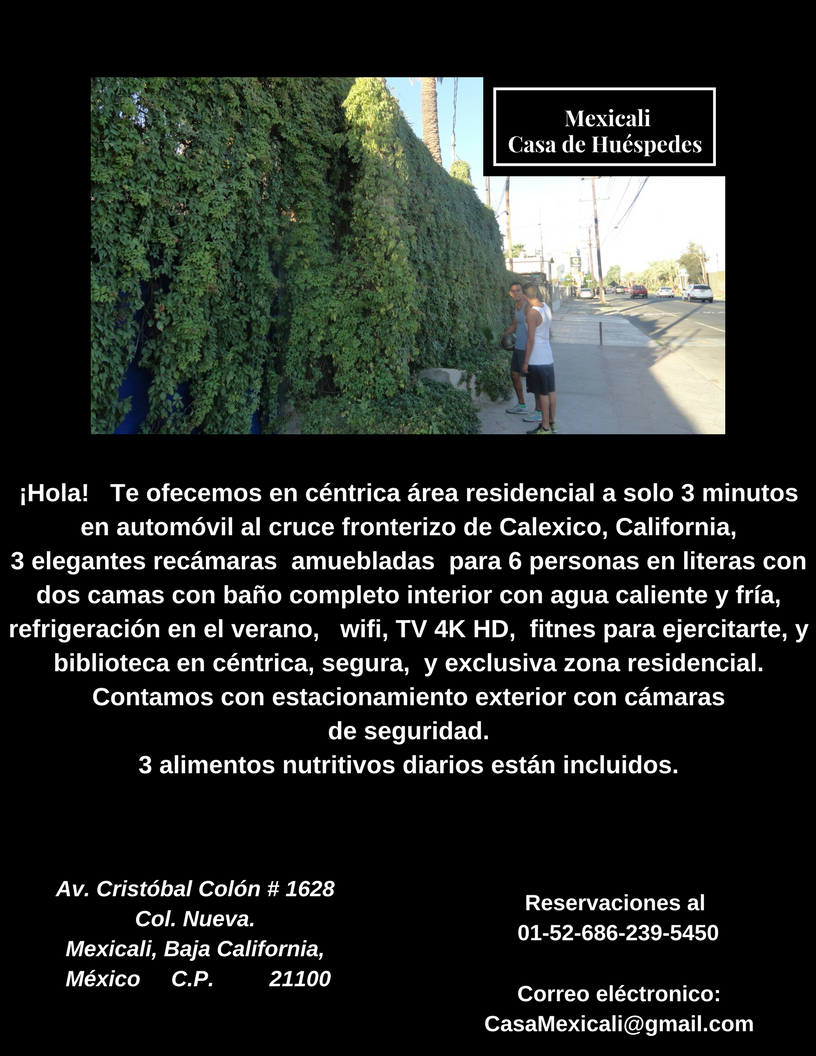 Mexicali
Casa de Huéspedes
¡Hola! Te ofecemos en céntrica área residencial a solo 3 minutos
en automóvil al cruce fronterizo de Calexico, California,
3 elegantes recámaras amuebladas para 6 personas en literas con
dos camas con baño completo interior con agua caliente y fría,
refrigeración en el verano, wifi, TV 4K HD, fitnes para ejercitarte, y
biblioteca en céntrica, segura, y exclusiva zona residencial.
Contamos con estacionamiento exterior con cámaras
de seguridad.
3 alimentos nutritivos diarios están incluidos.
Av. Cristóbal Colón # 1628
Col. Nueva.
Mexicali, Baja California,
México C.P. 21100
Reservaciones al
01-52-686-239-5450
Correo eléctronico:
CasaMexicali@gmail.com